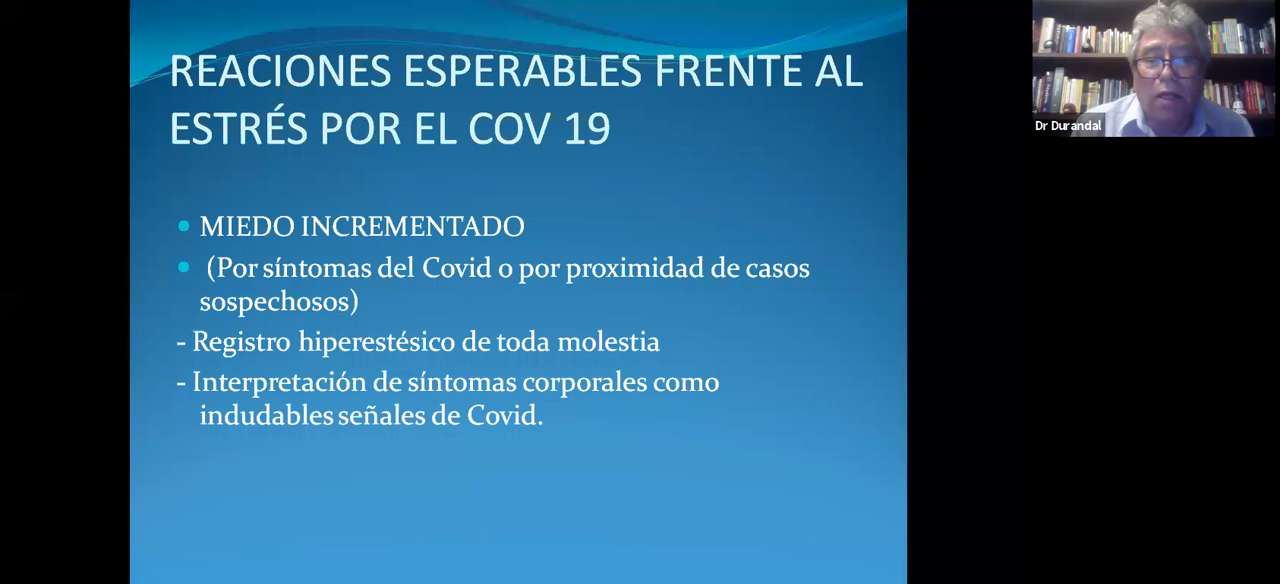 REACIONES ESPERABLES FRENTE AL
ESTRÉS POR EL COV 19
• MIEDO INCREMENTADO
• (Por síntomas del Covid o por proximidad de casos
sospechosos)
- Registro hiperestésico de toda molestia
- Interpretación de síntomas corporales como
indudables señales de Covid.
Dr Durandal